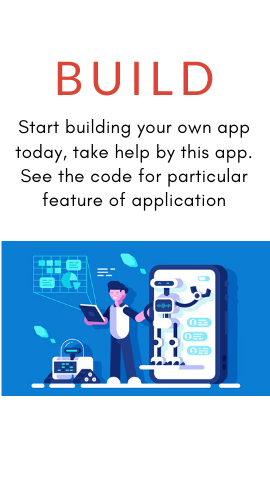 BUILD
Start building your own app
today, take help by this app.
See the code for particular
feature of application